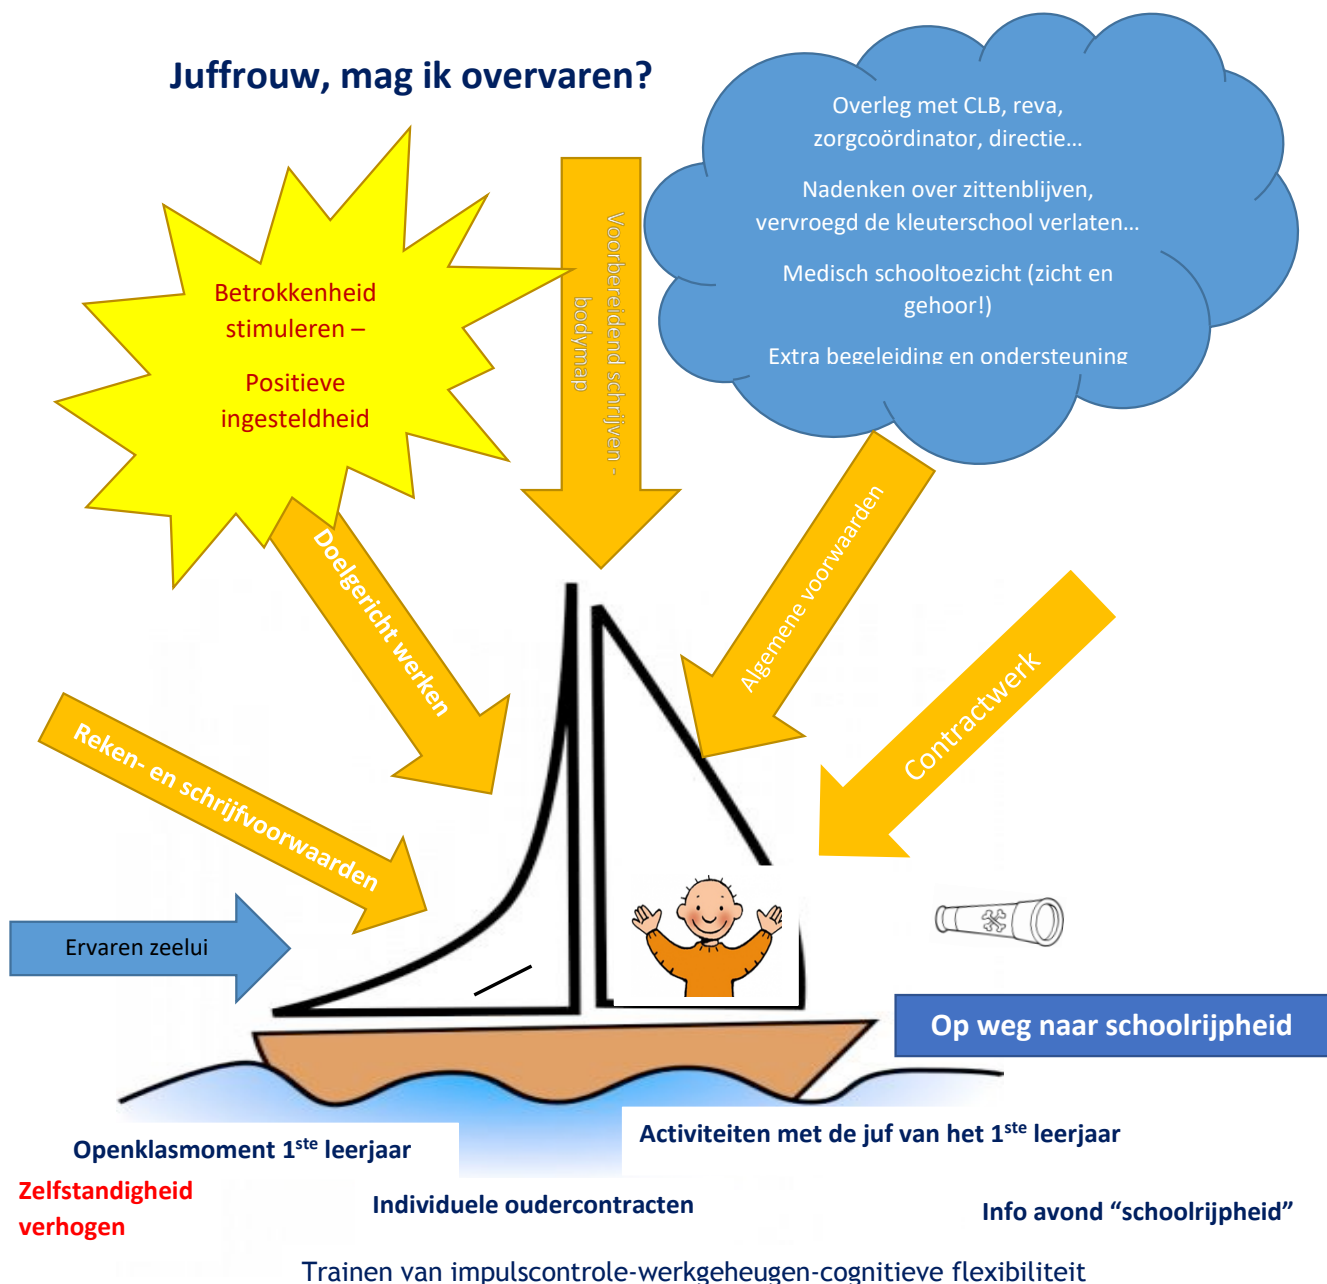 Juffrouw, mag ik overvaren?
Overleg met CLB, reva,
zorgcoördinator, directie...
Nadenken over zittenblijven,
vervroegd de kleuterschool verlaten...
Medisch schooltoezicht (zicht en
gehoor!)
Extra begeleiding en ondersteuning
Betrokkenheid
stimuleren –
Positieve
ingesteldheid
Voorbereidend schrijven -
bodymap
Doelgericht werken
Algemene voorwaarden
Contractwerk
Reken- en schrijfvoorwaarden
Ervaren zeelui
Op weg naar schoolrijpheid
Openklasmoment 1ste leerjaar
Activiteiten met de juf van het 1ste leerjaar
Zelfstandigheid
verhogen
Individuele oudercontracten
Info avond “schoolrijpheid”
Trainen van impulscontrole-werkgeheugen-cognitieve flexibiliteit